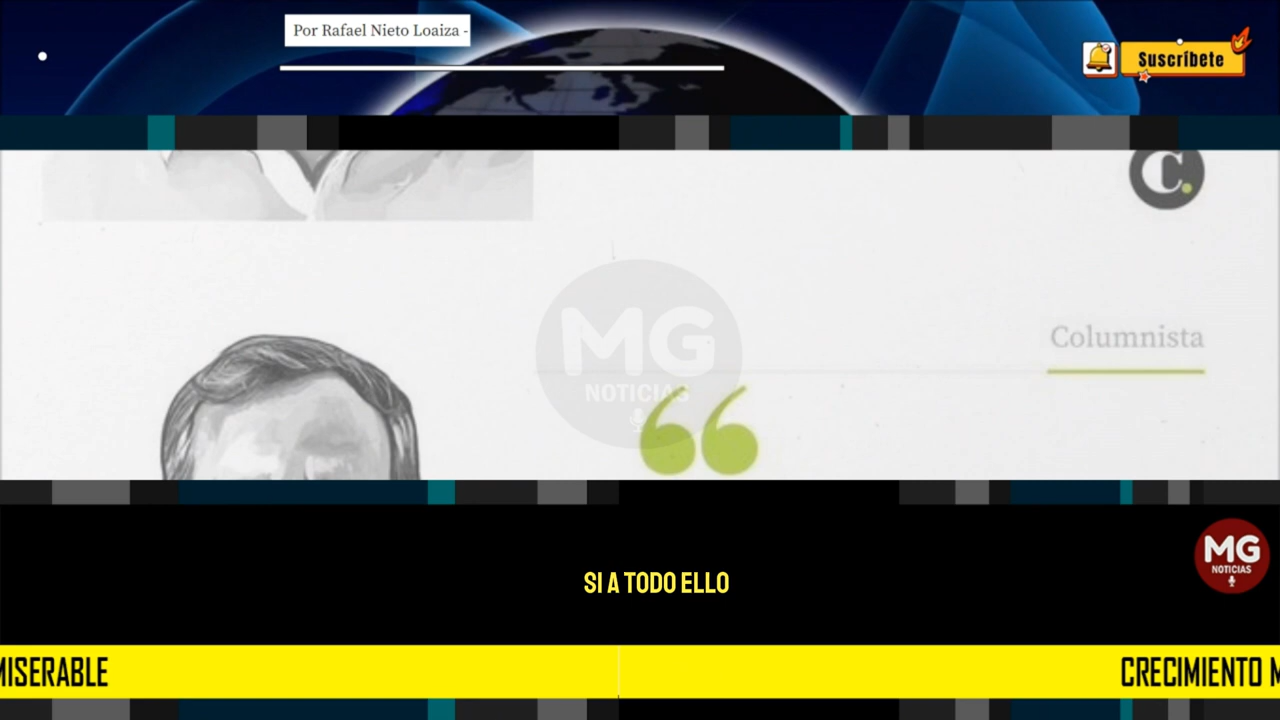 Por Rafael Nieto Loaiza -
Suscríbete
C.
Columnista
MG
NOTICIAS
“
SI A TODO ELLO
MG
NOTICIAS
MISERABLE
CRECIMIENTO M